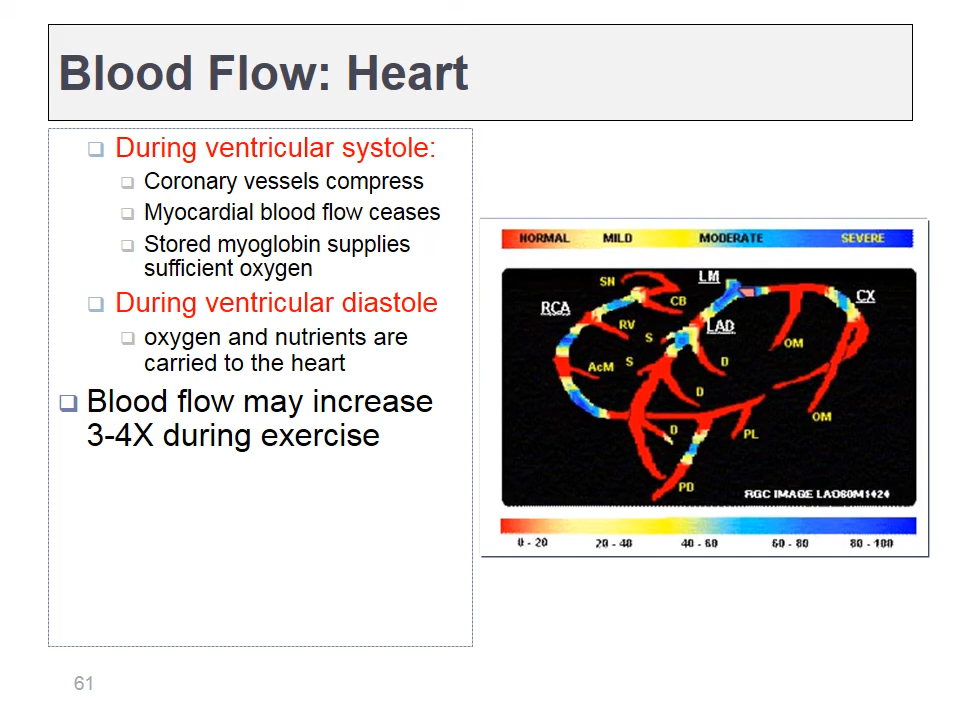 Blood Flow: Heart
During ventricular systole:
Coronary vessels compress
Myocardial blood flow ceases
Stored myoglobin supplies
sufficient oxygen
During ventricular diastole
oxygen and nutrients are
carried to the heart
Blood flow may increase
3-4X during exercise
NORMAL MILD MODERATE SEVERE
SN
LM
CB
CX
RCA
RV
LAD
S
OM
S
D
AcM
D
OM
D
PL
PD
RGC IMAGE LAO60M1424
0 - 20 20 - 40 40 - 60 60 - 80 80 - 100
61